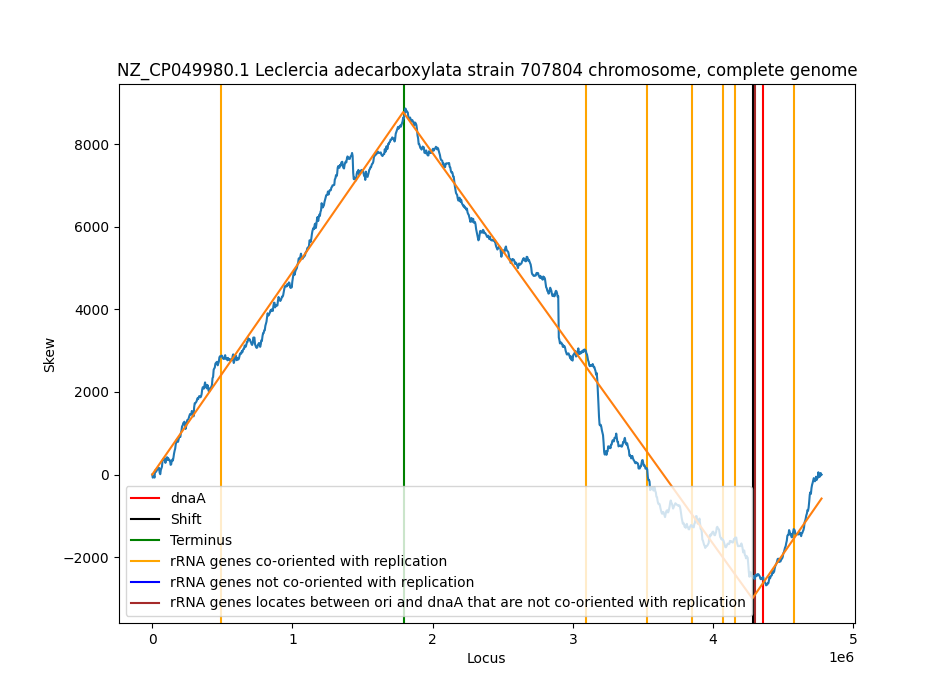 NZ_CP049980.1 Leclercia adecarboxylata strain 707804 chromosome, complete genome
8000
6000
4000
2000
0
−2000
Skew
dnaA
Shift
Terminus
rRNA genes co-oriented with replication
rRNA genes not co-oriented with replication
rRNA genes locates between ori and dnaA that are not co-oriented with replication
0 1 2 3 4 5
1e6
Locus